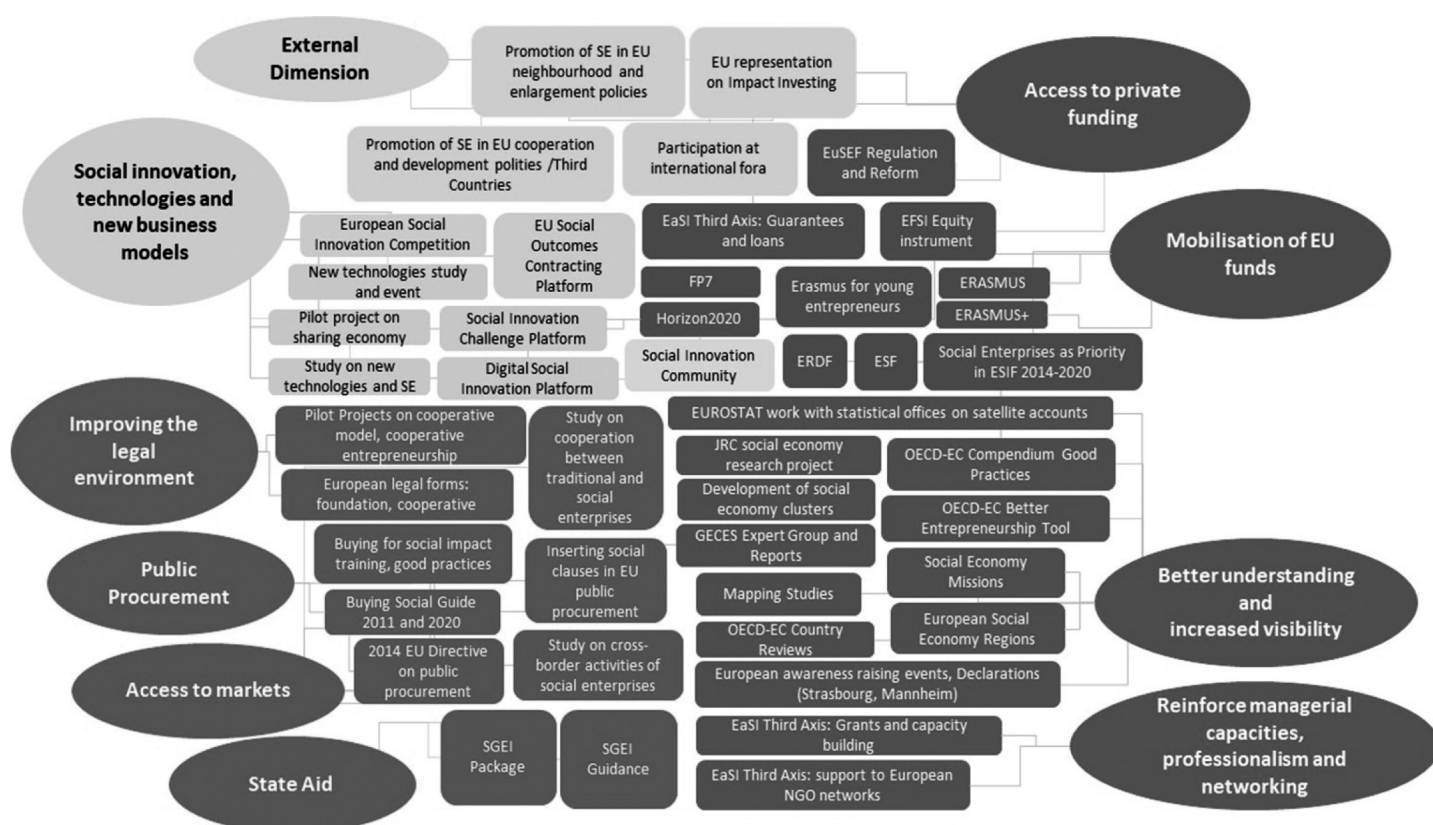 External
Dimension
Promotion of SE in EU
neighbourhood and
enlargement policies
EU representation
on Impact Investing
Access to private
funding
Promotion of SE in EU cooperation
and development polities /Third
Countries
Participation at
international fora
EuSEF Regulation
and Reform
Social innovation,
technologies and
new business
models
European Social
Innovation Competition
EU Social
Outcomes
Contracting
Platform
EaSI Third Axis: Guarantees
and loans
EFSI Equity
instrument
Mobilisation of EU
funds
New technologies study
and event
FP7
Erasmus for young
entrepreneurs
ERASMUS
ERASMUS+
Pilot project on
sharing economy
Social Innovation
Challenge Platform
Horizon2020
Study on new
technologies and SE
Digital Social
Innovation Platform
Social Innovation
Community
ERDF
ESF
Social Enterprises as Priority
in ESIF 2014-2020
Improving the
legal
environment
Pilot Projects on cooperative
model, cooperative
entrepreneurship
Study on
cooperation
between
traditional and
social
enterprises
EUROSTAT work with statistical offices on satellite accounts
JRC social economy
research project
OECD-EC Compendium Good
Practices
European legal forms:
foundation, cooperative
Development of social
economy clusters
OECD-EC Better
Entrepreneurship Tool
Public
Procurement
Buying for social impact
training, good practices
Inserting social
clauses in EU
public
procurement
GECES Expert Group and
Reports
Social Economy
Missions
Better understanding
and
increased visibility
Buying Social Guide
2011 and 2020
Mapping Studies
European Social
Economy Regions
OECD-EC Country
Reviews
Access to markets
2014 EU Directive
on public
procurement
Study on cross-
border activities of
social enterprises
European awareness raising events, Declarations
(Strasbourg, Mannheim)
State Aid
SGEI
Package
SGEI
Guidance
EaSI Third Axis: Grants and capacity
building
EaSI Third Axis: support to European
NGO networks
Reinforce managerial
capacities,
professionalism and
networking